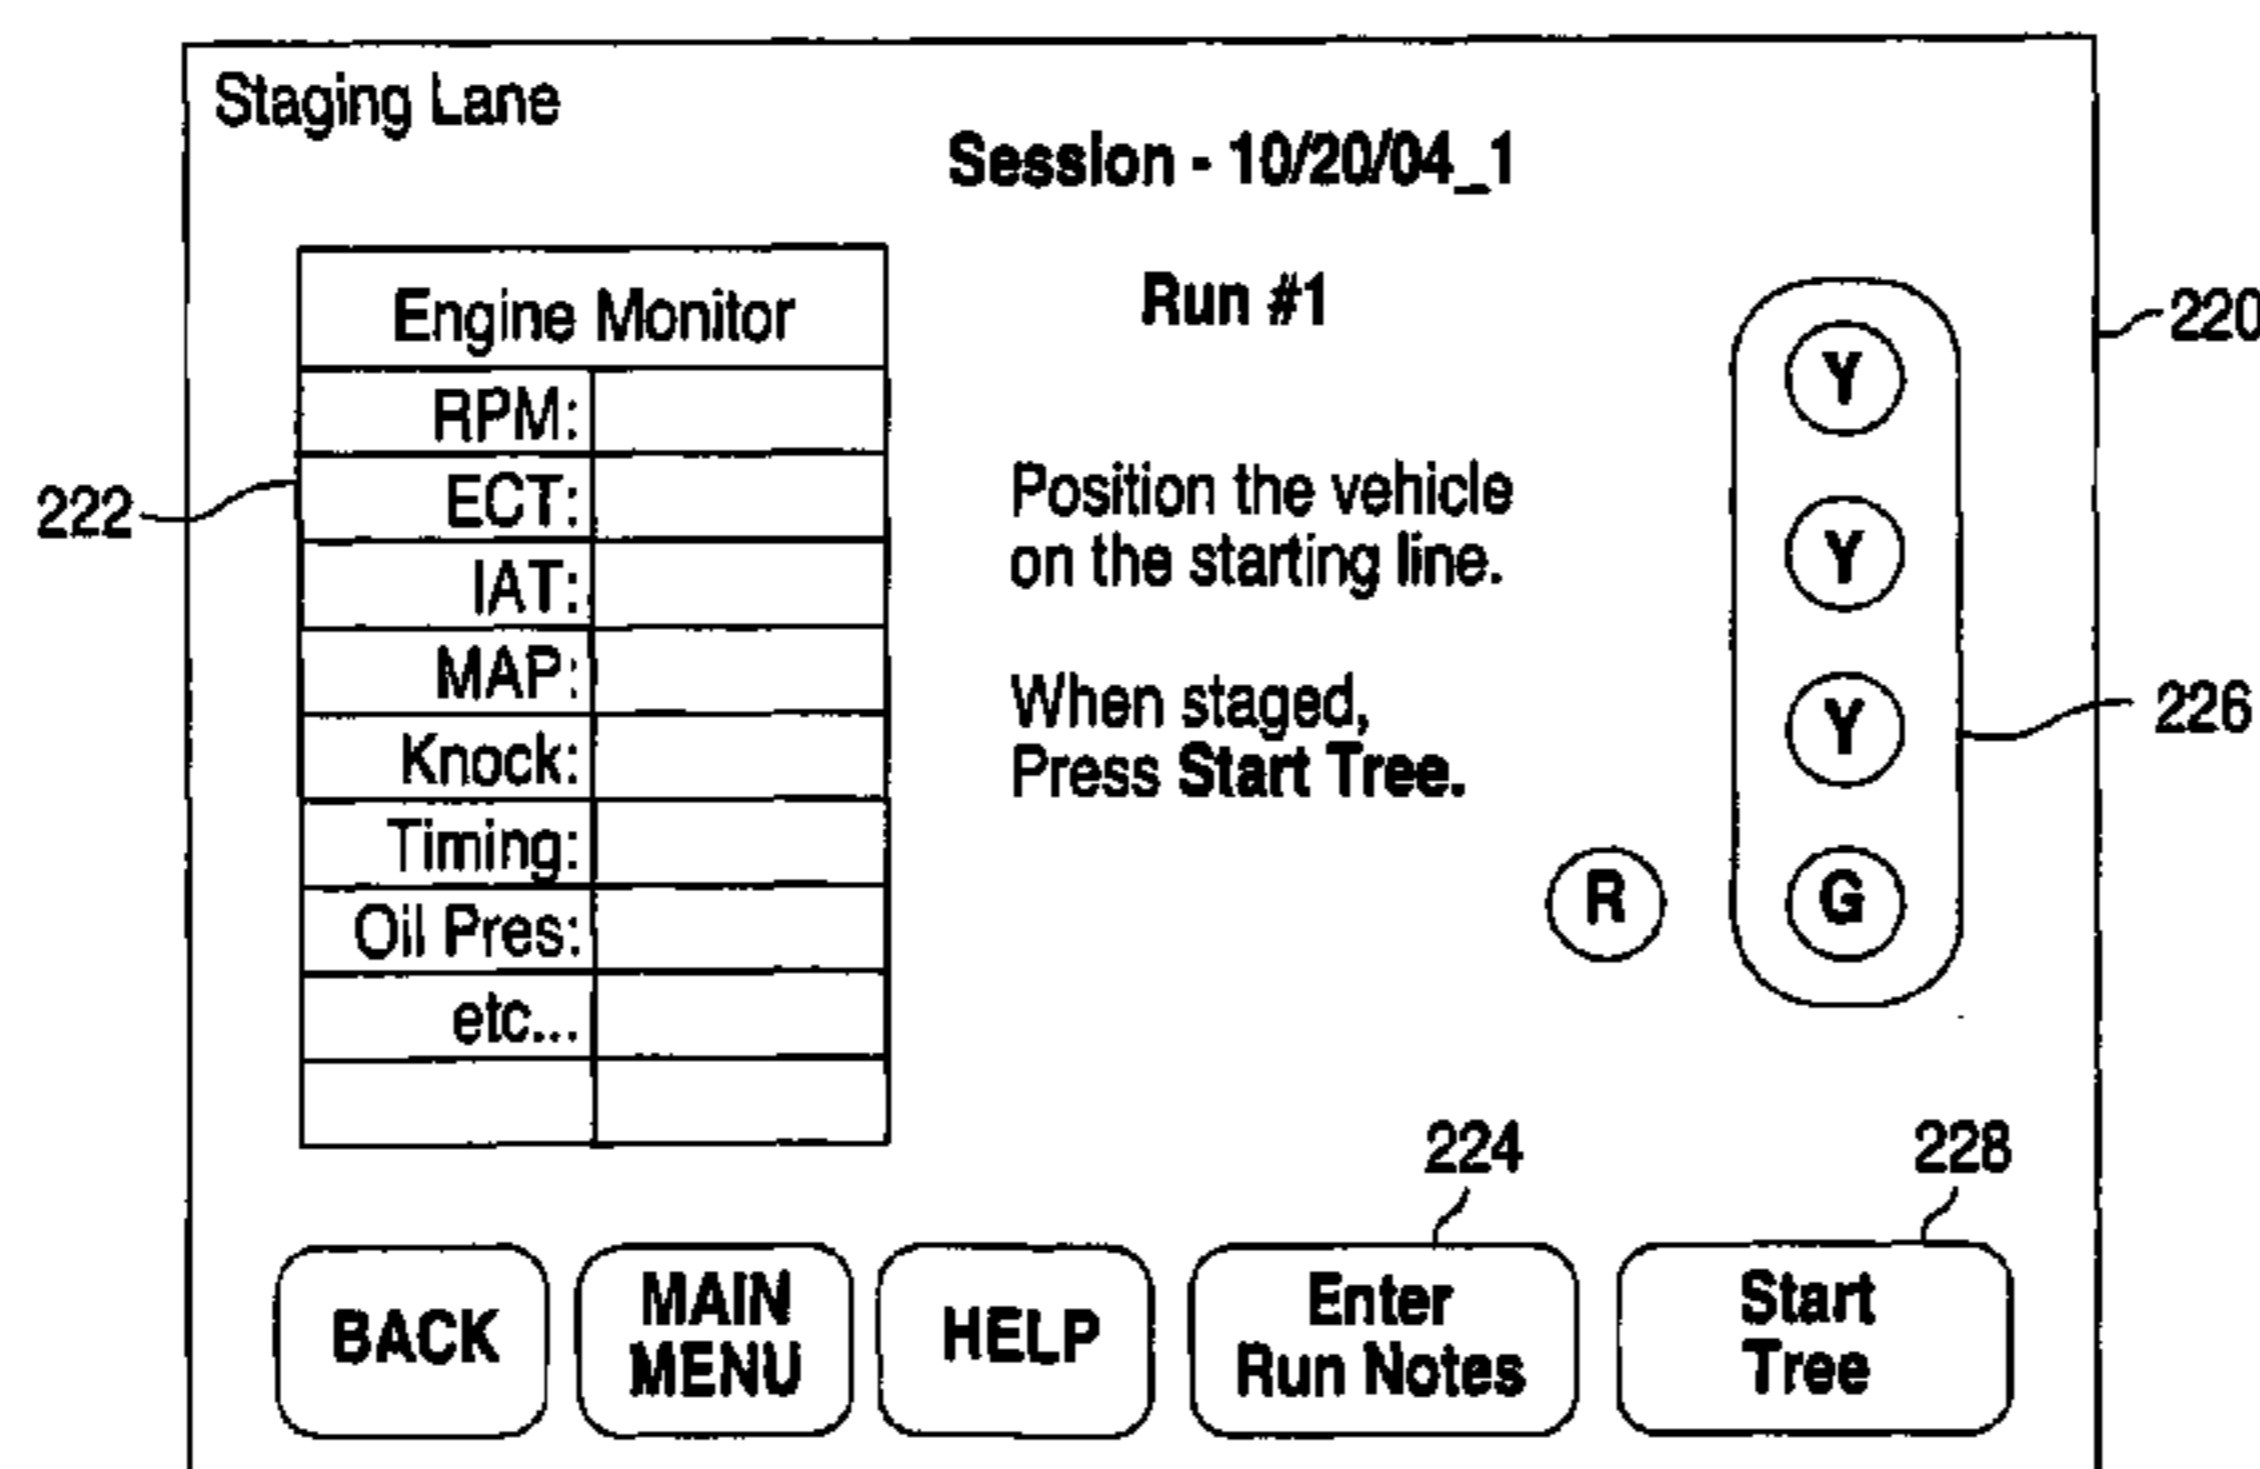 Staging Lane
Session - 10/20/04_1
Engine Monitor
RPM:
ECT:
IAT:
MAP:
Knock:
Timing:
Oil Pres:
etc...
Run #1
Position the vehicle
on the starting line.
When staged,
Press Start Tree.
Y
Y
Y
R
G
220
222
226
224
228
BACK
MAIN
MENU
HELP
Enter
Run Notes
Start
Tree